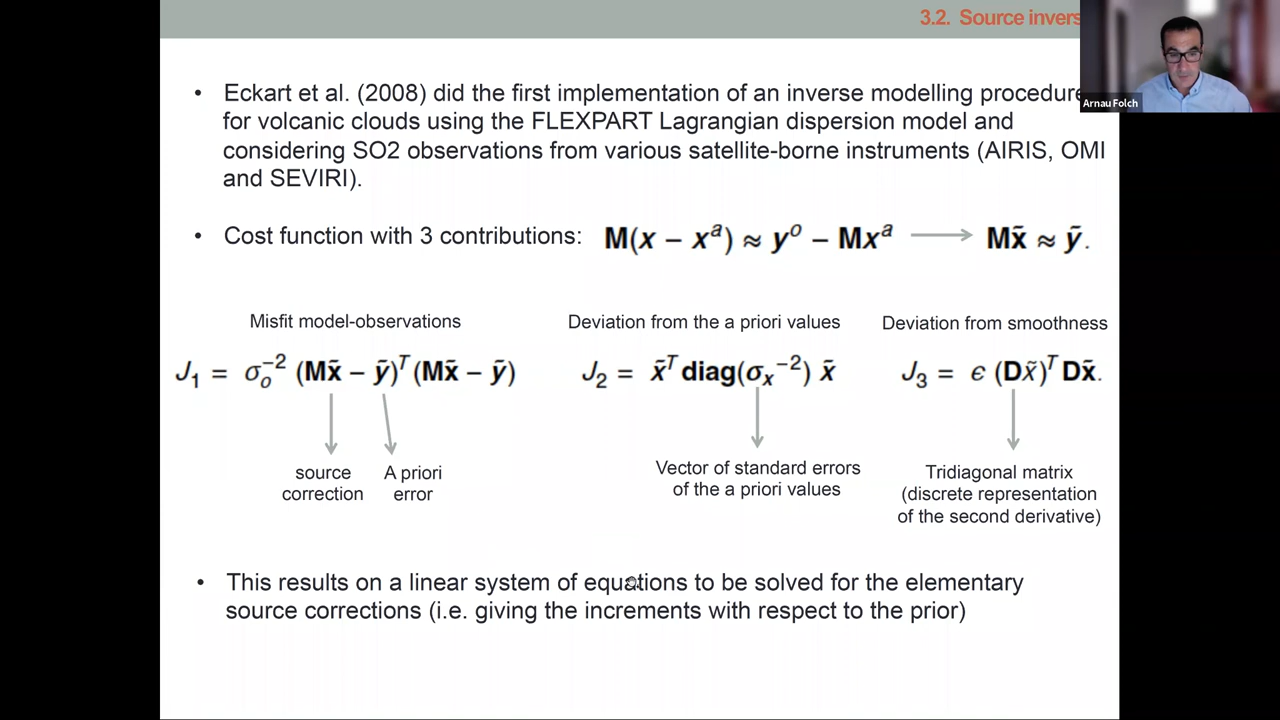 3.2. Source invers
Arnau Folch
• Eckart et al. (2008) did the first implementation of an inverse modelling procedure
for volcanic clouds using the FLEXPART Lagrangian dispersion model and
considering SO2 observations from various satellite-borne instruments (AIRIS, OMI
and SEVIRI).
• Cost function with 3 contributions: M(x – xᵃ) ≈ yᵒ – Mxᵃ → Mx̃ ≈ ỹ.
Misfit model-observations Deviation from the a priori values Deviation from smoothness
J₁ = σₒ⁻² (Mx̃ – ỹ)ᵀ (Mx̃ – ỹ) J₂ = x̃ᵀ diag(σₓ⁻²) x̃ J₃ = ϵ (Dx̃)ᵀ Dx̃.
source
correction
A priori
error
Vector of standard errors
of the a priori values
Tridiagonal matrix
(discrete representation
of the second derivative)
• This results on a linear system of equations to be solved for the elementary
source corrections (i.e. giving the increments with respect to the prior)